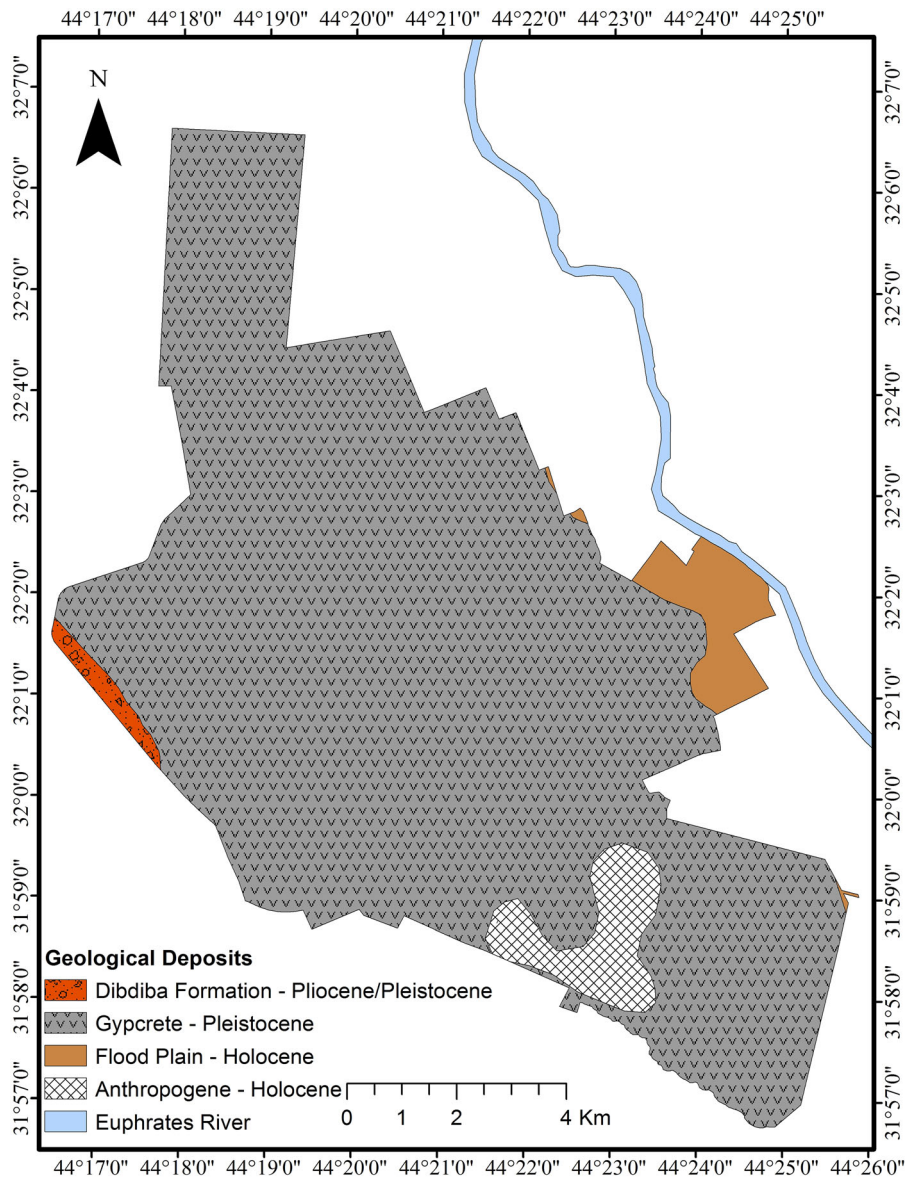 44°17'0" 44°18'0" 44°19'0" 44°20'0" 44°21'0" 44°22'0" 44°23'0" 44°24'0" 44°25'0"
N
32°7'0" 32°7'0"
32°6'0" 32°6'0"
32°5'0" 32°5'0"
32°4'0" 32°4'0"
32°3'0" 32°3'0"
32°2'0" 32°2'0"
32°1'0" 32°1'0"
32°0'0" 32°0'0"
31°59'0" 31°59'0"
31°58'0" 31°58'0"
31°57'0" 31°57'0"
Geological Deposits
Dibdiba Formation - Pliocene/Pleistocene
Gypcrete - Pleistocene
Flood Plain - Holocene
Anthropogene - Holocene
Euphrates River
0 1 2 4 Km
44°17'0" 44°18'0" 44°19'0" 44°20'0" 44°21'0" 44°22'0" 44°23'0" 44°24'0" 44°25'0" 44°26'0"